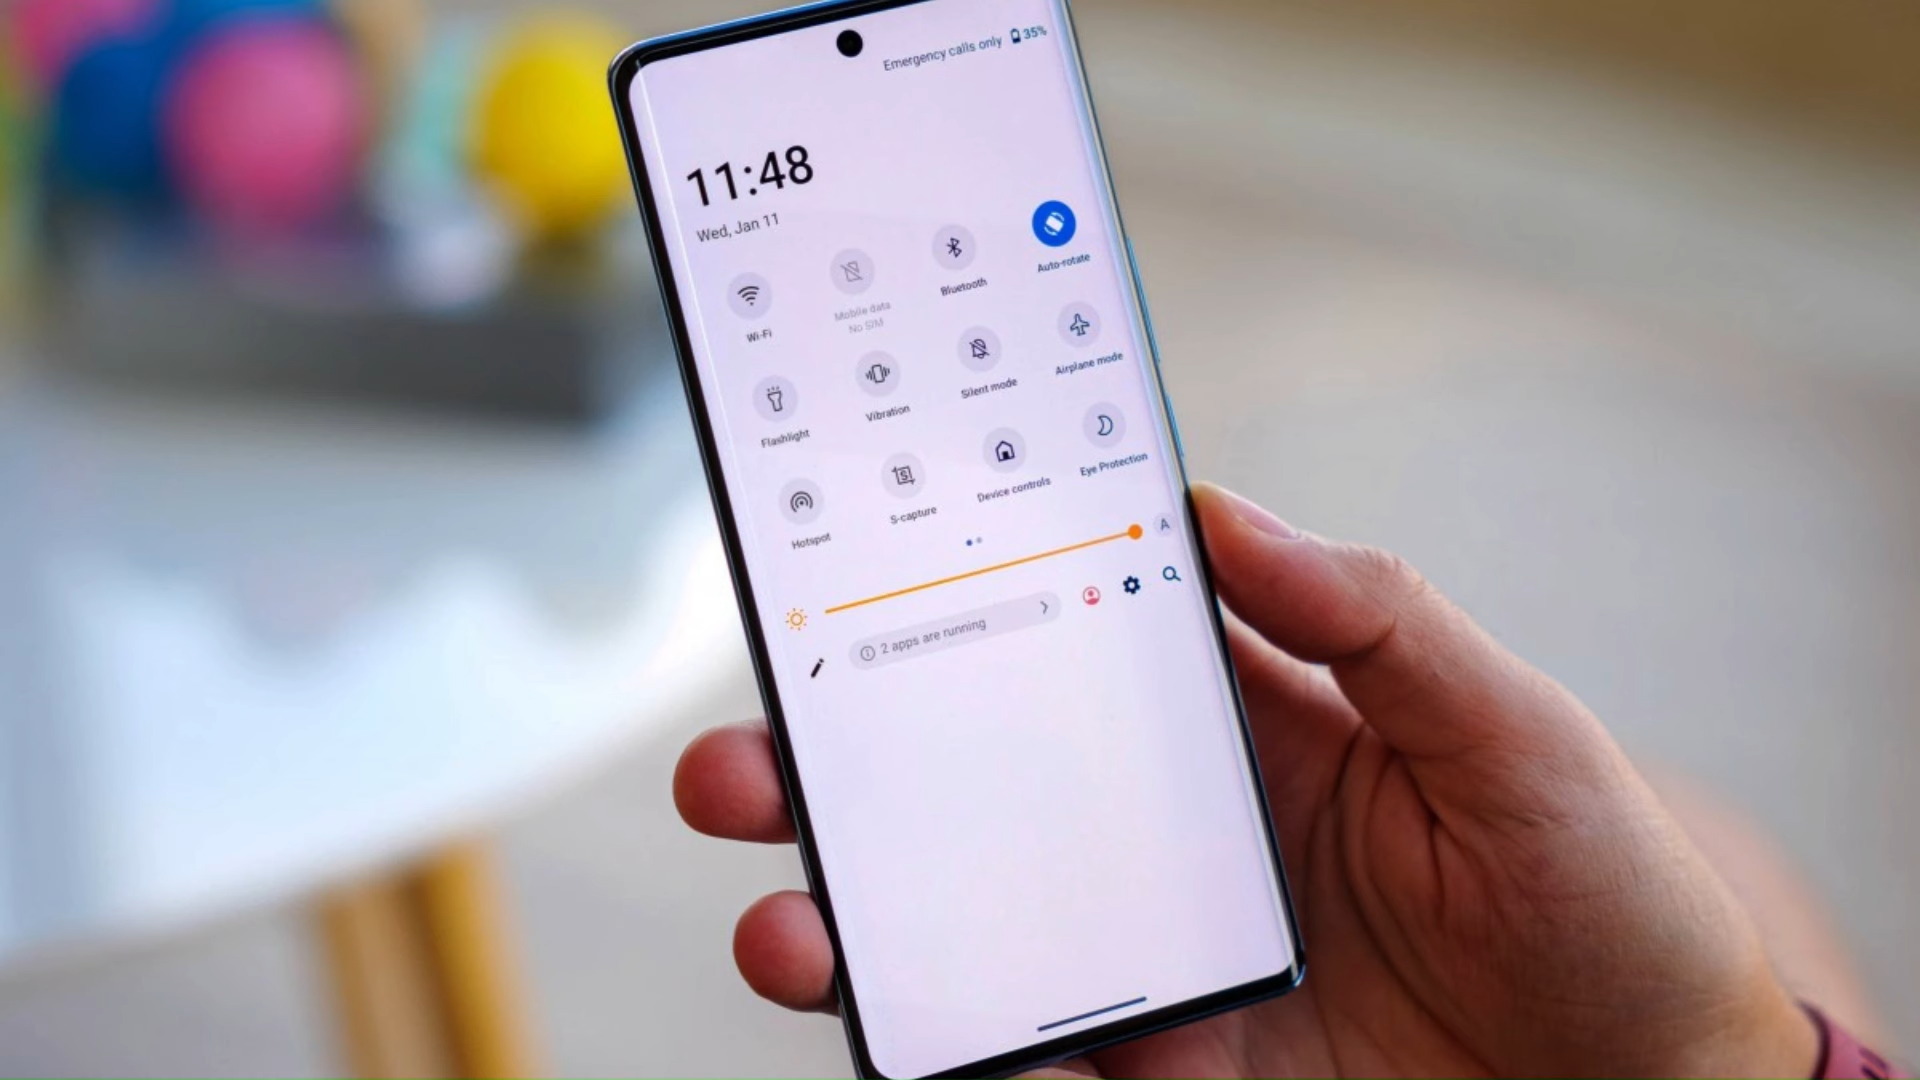 Emergency calls only 35%
11:48
Wed, Jan 11
Wi-Fi
Mobile data
No SIM
Bluetooth
Auto-rotate
Flashlight
Vibration
Silent mode
Airplane mode
Hotspot
S-capture
Device controls
Eye Protection
A
2 apps are running